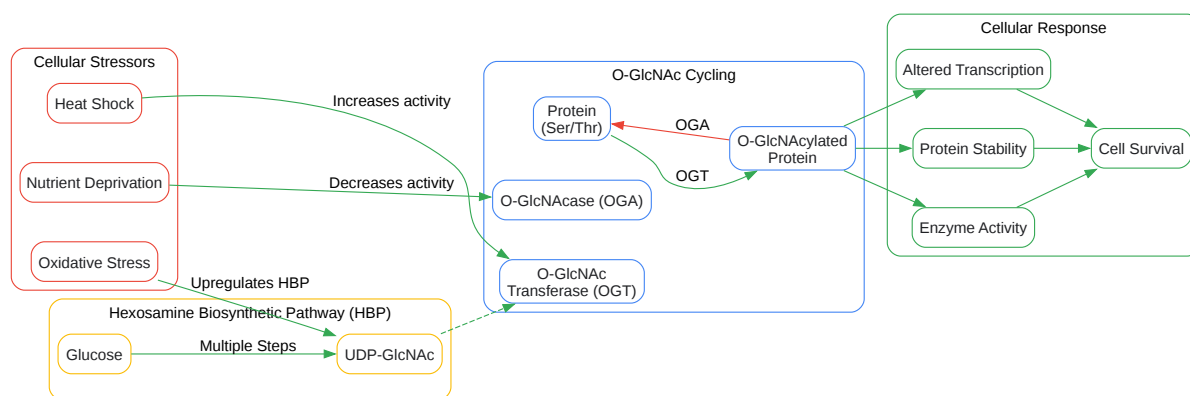 Cellular Stressors
Heat Shock
Nutrient Deprivation
Oxidative Stress
Increases activity
Decreases activity
Upregulates HBP
Hexosamine Biosynthetic Pathway (HBP)
Glucose
Multiple Steps
UDP-GlcNAc
O-GlcNAc Cycling
Protein
(Ser/Thr)
OGA
OGT
O-GlcNAcylated
Protein
O-GlcNAcase (OGA)
O-GlcNAc
Transferase (OGT)
Cellular Response
Altered Transcription
Protein Stability
Enzyme Activity
Cell Survival